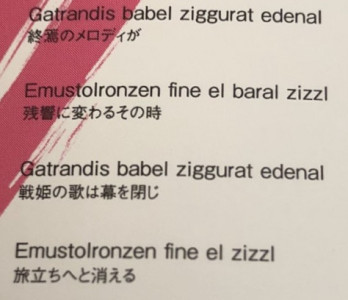 Gatrandis babel ziggurat edenal
終焉のメロディが
Emustolronzen fine el baral zizzl
残響に変わるその時
Gatrandis babel ziggurat edenal
戦姫の歌は幕を閉じ
Emustolronzen fine el zizzl
旅立ちへと消える